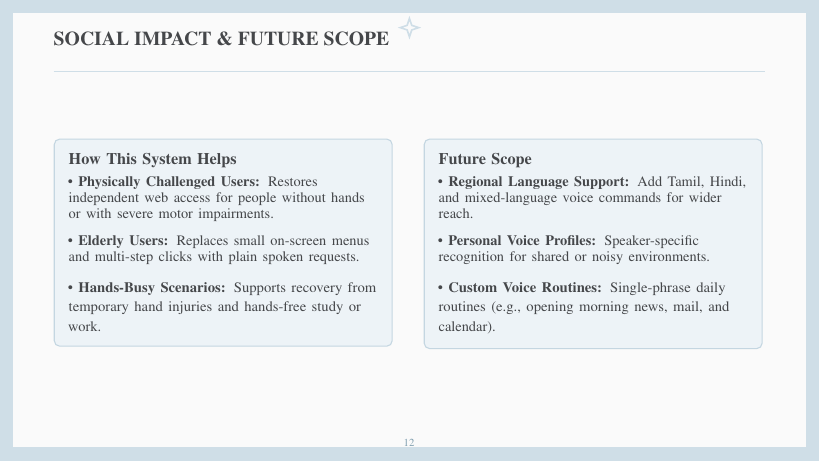 SOCIAL IMPACT & FUTURE SCOPE
How This System Helps
• Physically Challenged Users: Restores
independent web access for people without hands
or with severe motor impairments.
• Elderly Users: Replaces small on-screen menus
and multi-step clicks with plain spoken requests.
• Hands-Busy Scenarios: Supports recovery from
temporary hand injuries and hands-free study or
work.
Future Scope
• Regional Language Support: Add Tamil, Hindi,
and mixed-language voice commands for wider
reach.
• Personal Voice Profiles: Speaker-specific
recognition for shared or noisy environments.
• Custom Voice Routines: Single-phrase daily
routines (e.g., opening morning news, mail, and
calendar).
12